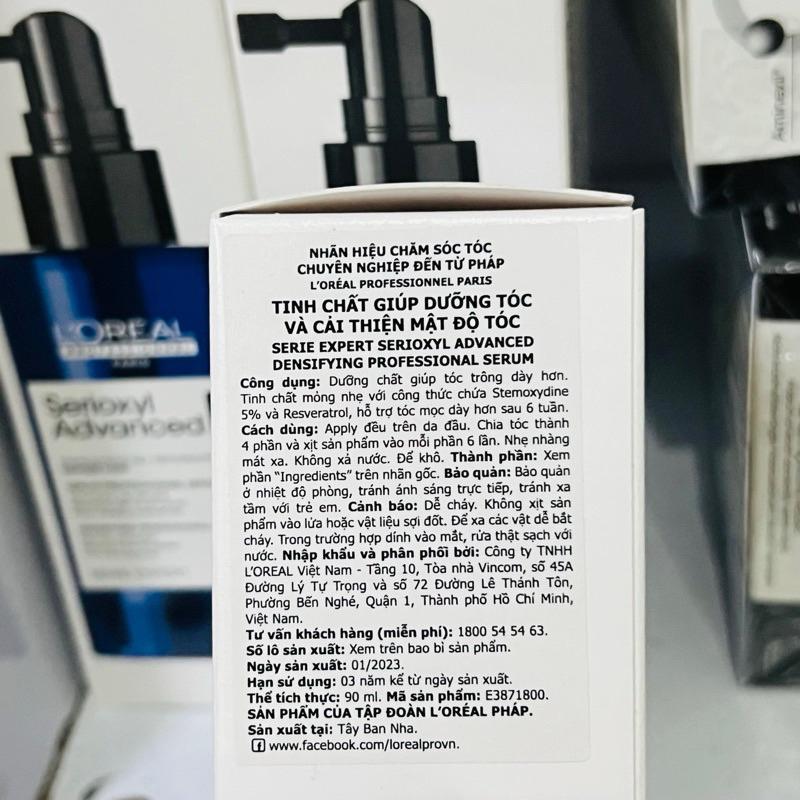 NHÃN HIỆU CHĂM SÓC TÓC
CHUYÊN NGHIỆP ĐẾN TỪ PHÁP
L'ORÉAL PROFESSIONNEL PARIS
TINH CHẤT GIÚP DƯỠNG TÓC
VÀ CẢI THIỆN MẬT ĐỘ TÓC
SERIE EXPERT SERIOXYL ADVANCED
DENSIFYING PROFESSIONAL SERUM
Công dụng: Dưỡng chất giúp tóc trông dày hơn.
Tinh chất mỏng nhẹ với công thức chứa Stemoxydine
5% và Resveratrol, hỗ trợ tóc mọc dày hơn sau 6 tuần.
Cách dùng: Apply đều trên da đầu. Chia tóc thành
4 phần và xịt sản phẩm vào mỗi phần 6 lần. Nhẹ nhàng
mát xa. Không xả nước. Để khô. Thành phần: Xem
phần "Ingredients" trên nhãn gốc. Bảo quản: Bảo quản
ở nhiệt độ phòng, tránh ánh sáng trực tiếp, tránh xa
tầm với trẻ em. Cảnh báo: Dễ cháy. Không xịt sản
phẩm vào lửa hoặc vật liệu sợi đốt. Để xa các vật dễ bắt
cháy. Trong trường hợp dính vào mắt, rửa thật sạch với
nước. Nhập khẩu và phân phối bởi: Công ty TNHH
L'OREAL Việt Nam - Tầng 10, Tòa nhà Vincom, số 45A
Đường Lý Tự Trọng và số 72 Đường Lê Thánh Tôn,
Phường Bến Nghé, Quận 1, Thành phố Hồ Chí Minh,
Việt Nam.
Tư vấn khách hàng (miễn phí): 1800 54 54 63.
Số lô sản xuất: Xem trên bao bì sản phẩm.
Ngày sản xuất: 01/2023.
Hạn sử dụng: 03 năm kể từ ngày sản xuất.
Thể tích thực: 90 ml. Mã sản phẩm: E3871800.
SẢN PHẨM CỦA TẬP ĐOÀN L'ORÉAL PHÁP.
Sản xuất tại: Tây Ban Nha.
www.facebook.com/lorealprovn.
L'ORÉAL
PROFESSIONNEL
PARIS
Serioxyl
Advanced
Aminexil